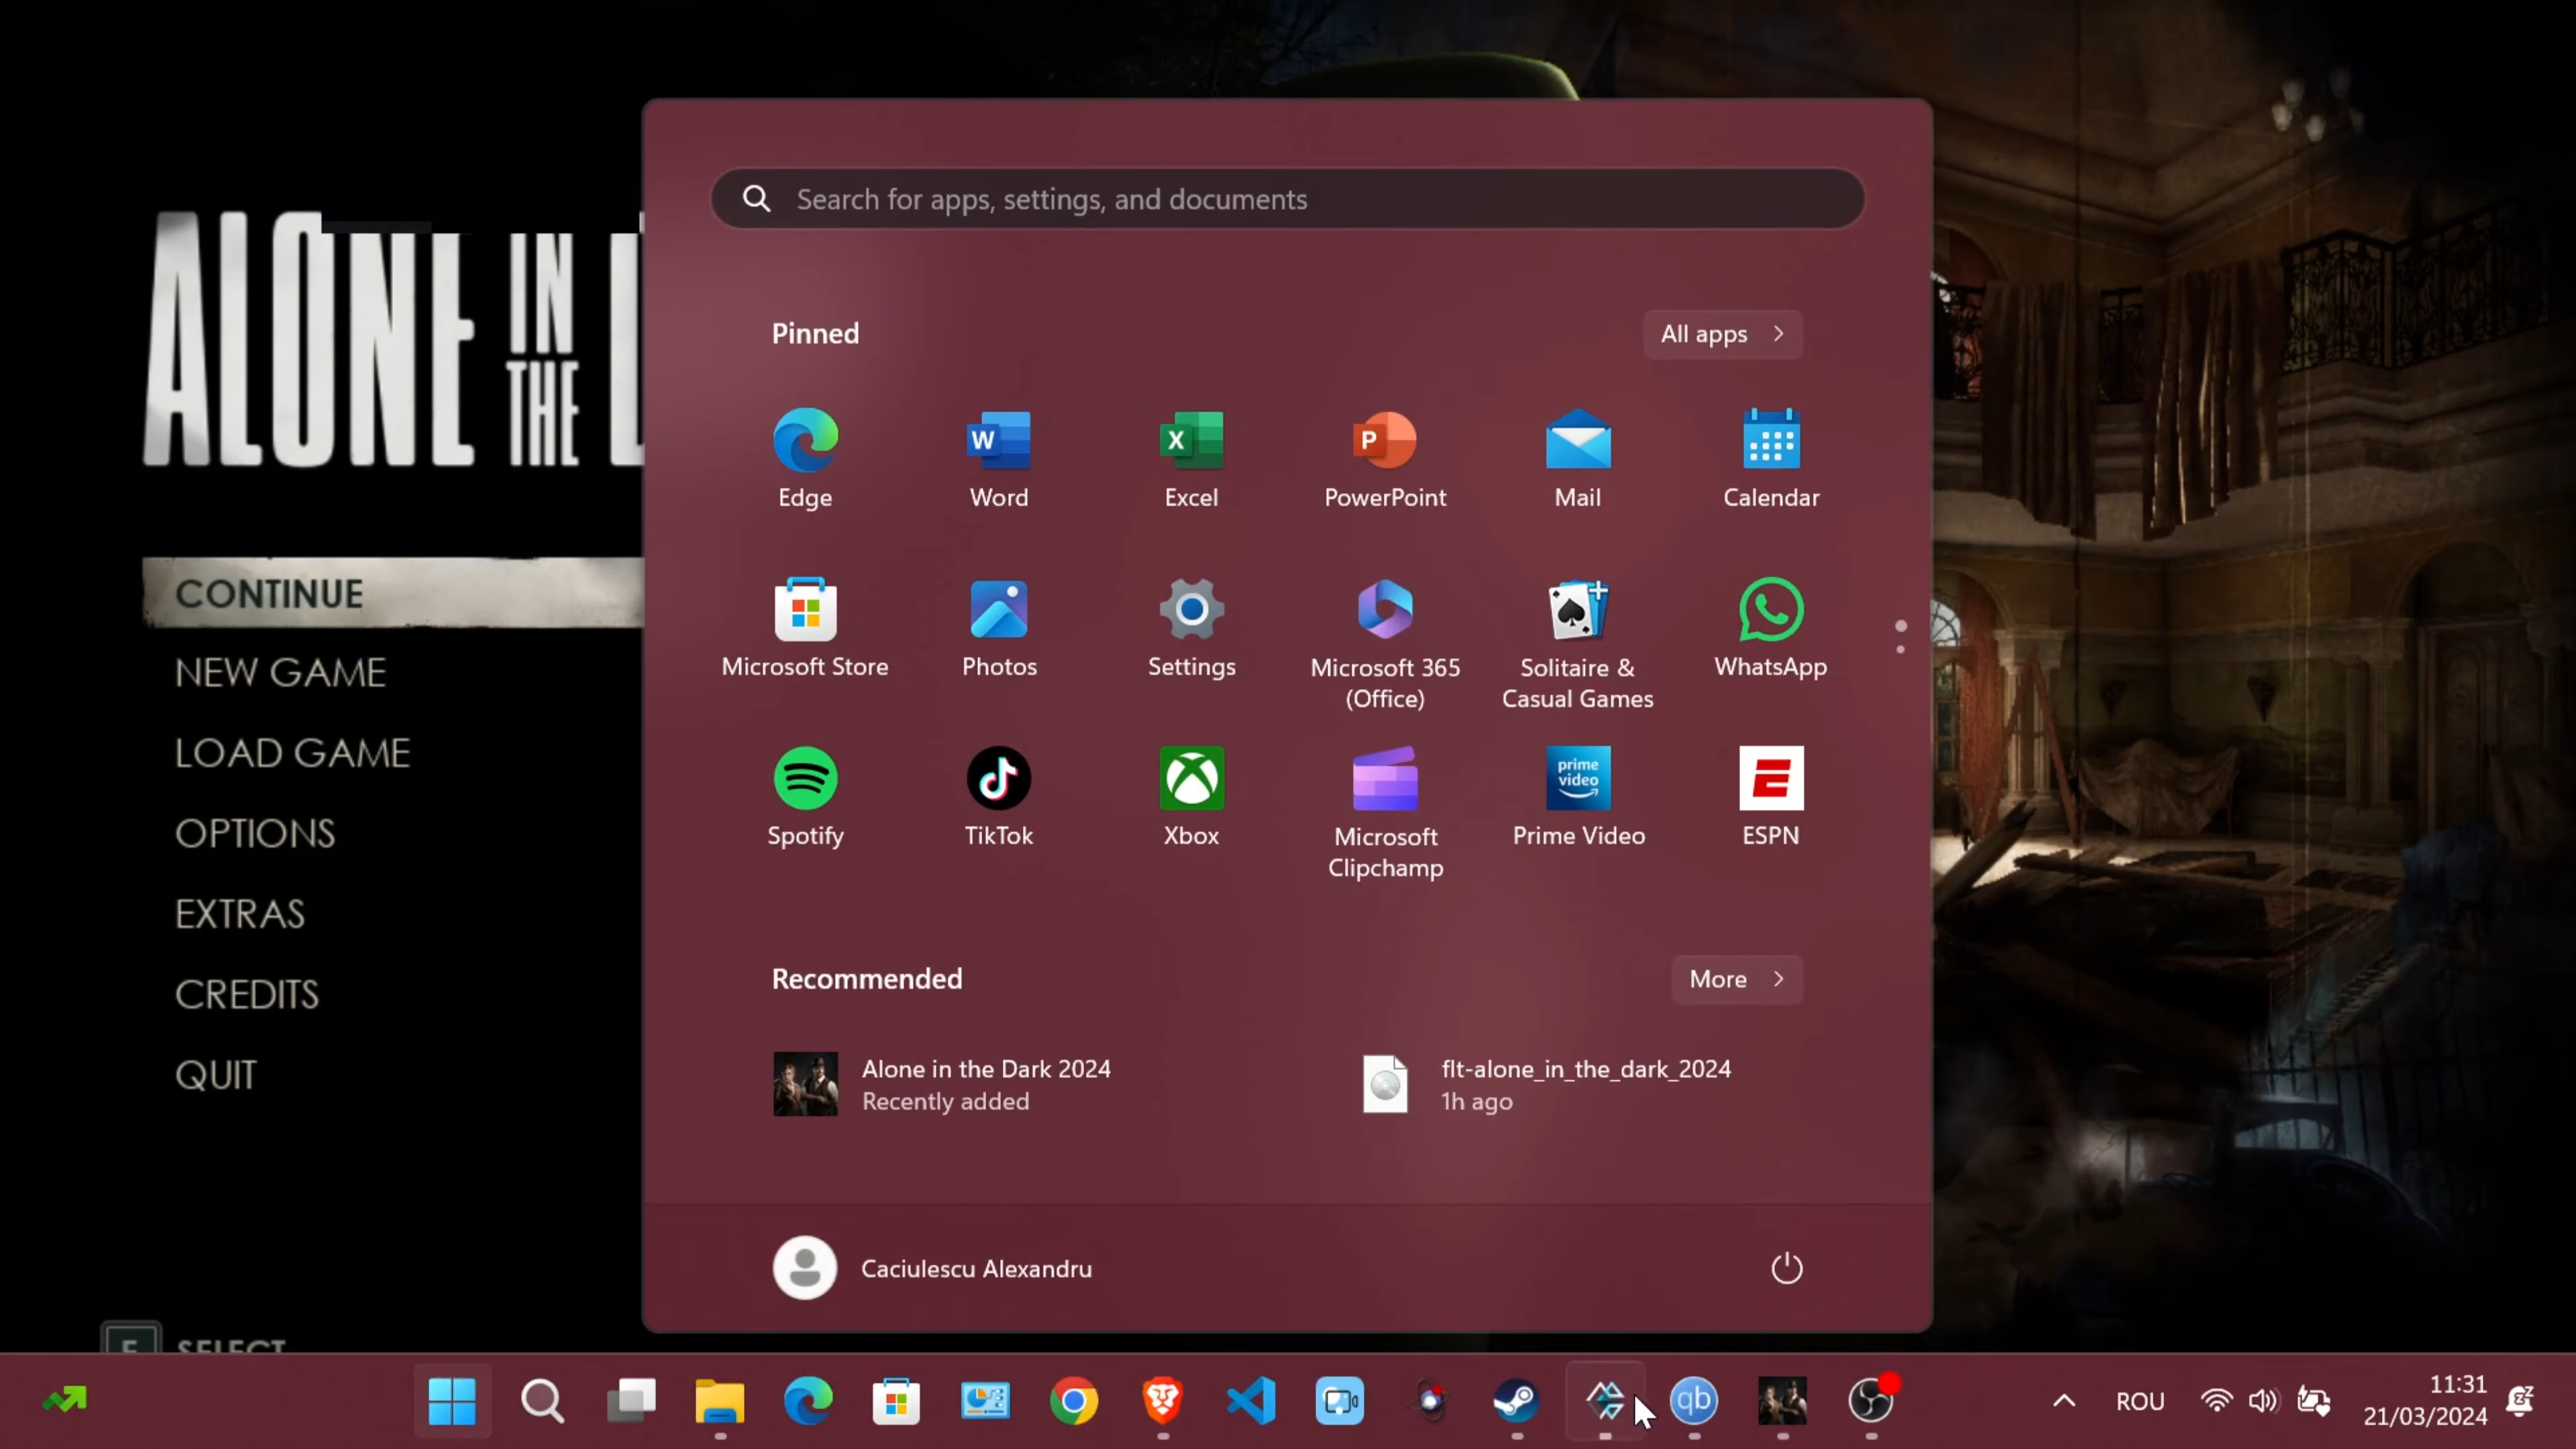 ALONE IN THE D
CONTINUE
NEW GAME
LOAD GAME
OPTIONS
EXTRAS
CREDITS
QUIT
SELECT
Search for apps, settings, and documents
Pinned
All apps
Edge
Word
Excel
PowerPoint
Mail
Calendar
Microsoft Store
Photos
Settings
Microsoft 365
(Office)
Solitaire &
Casual Games
WhatsApp
Spotify
TikTok
Xbox
Microsoft
Clipchamp
prime
video
Prime Video
ESPN
Recommended
More
Alone in the Dark 2024
Recently added
flt-alone_in_the_dark_2024
1h ago
Caciulescu Alexandru
qb
ROU
11:31
21/03/2024